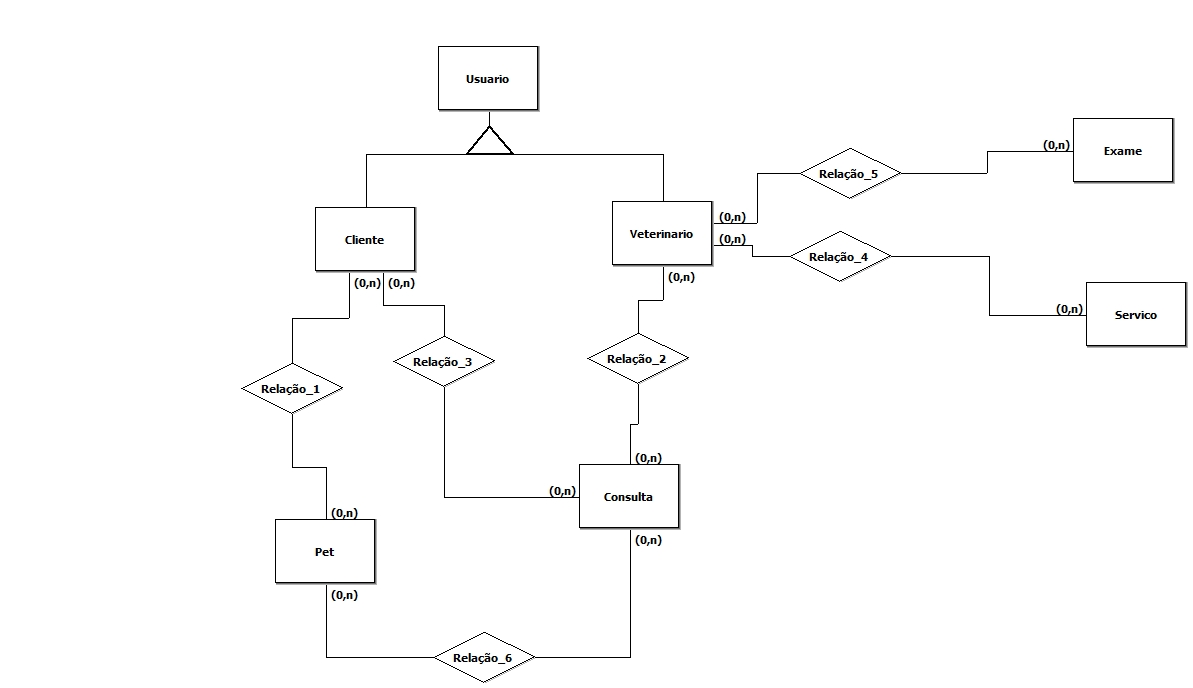 Usuario
Exame
(0,n)
Relação_5
(0,n)
Cliente
Veterinario
(0,n)
Relação_4
(0,n) (0,n)
(0,n)
(0,n)
Servico
Relação_3
Relação_2
Relação_1
(0,n)
(0,n)
Consulta
(0,n)
(0,n)
Pet
(0,n)
Relação_6